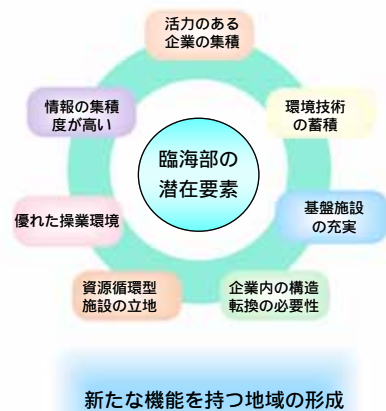 活力のある
企業の集積
情報の集積
度が高い
環境技術
の蓄積
臨海部の
潜在要素
優れた操業環境
基盤施設
の充実
資源循環型
施設の立地
企業内の構造
転換の必要性
新たな機能を持つ地域の形成